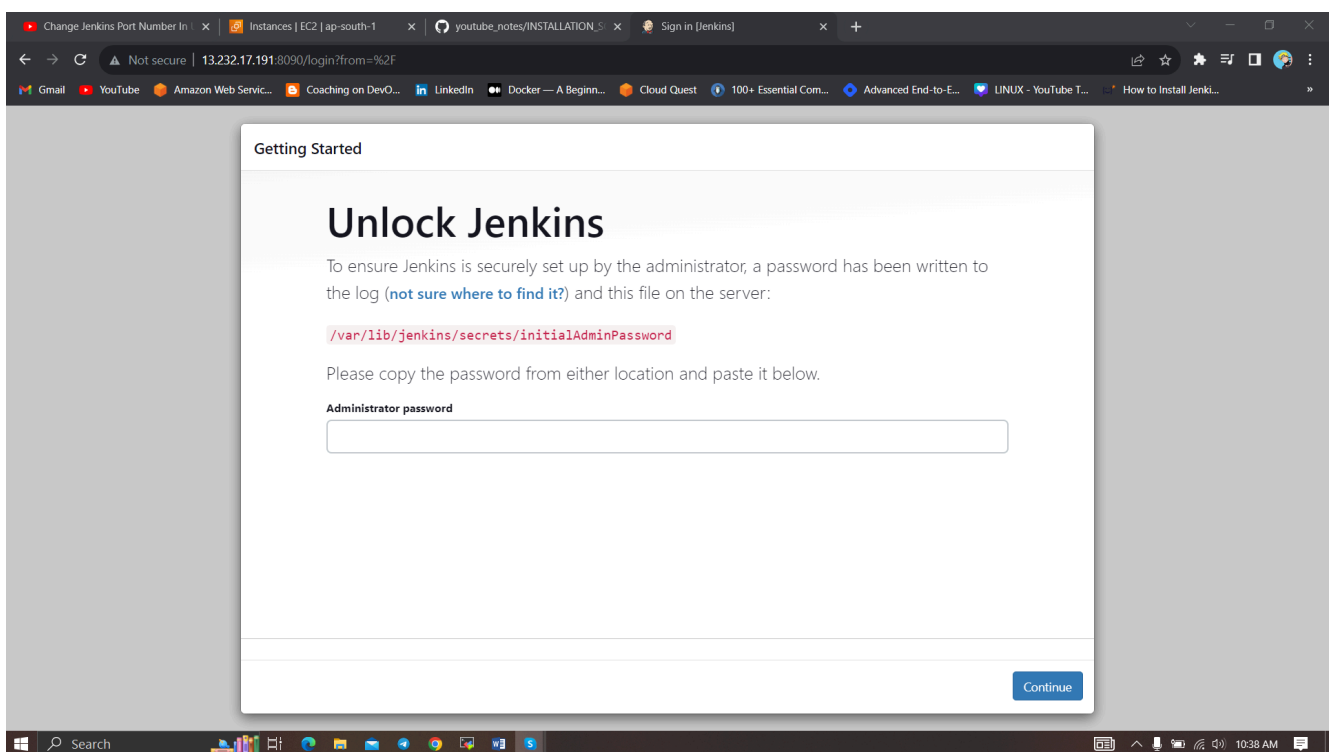 Change Jenkins Port Number In U
Instances | EC2 | ap-south-1
youtube_notes/INSTALLATION_S
Sign in [Jenkins]
Not secure | 13.232.17.191:8090/login?from=%2F
Gmail
YouTube
Amazon Web Servic...
Coaching on DevO...
LinkedIn
Docker — A Beginn...
Cloud Quest
100+ Essential Com...
Advanced End-to-E...
LINUX - YouTube T...
How to Install Jenki...
»
Getting Started
Unlock Jenkins
To ensure Jenkins is securely set up by the administrator, a password has been written to
the log (not sure where to find it?) and this file on the server:
/var/lib/jenkins/secrets/initialAdminPassword
Please copy the password from either location and paste it below.
Administrator password
Continue
Search
10:38 AM